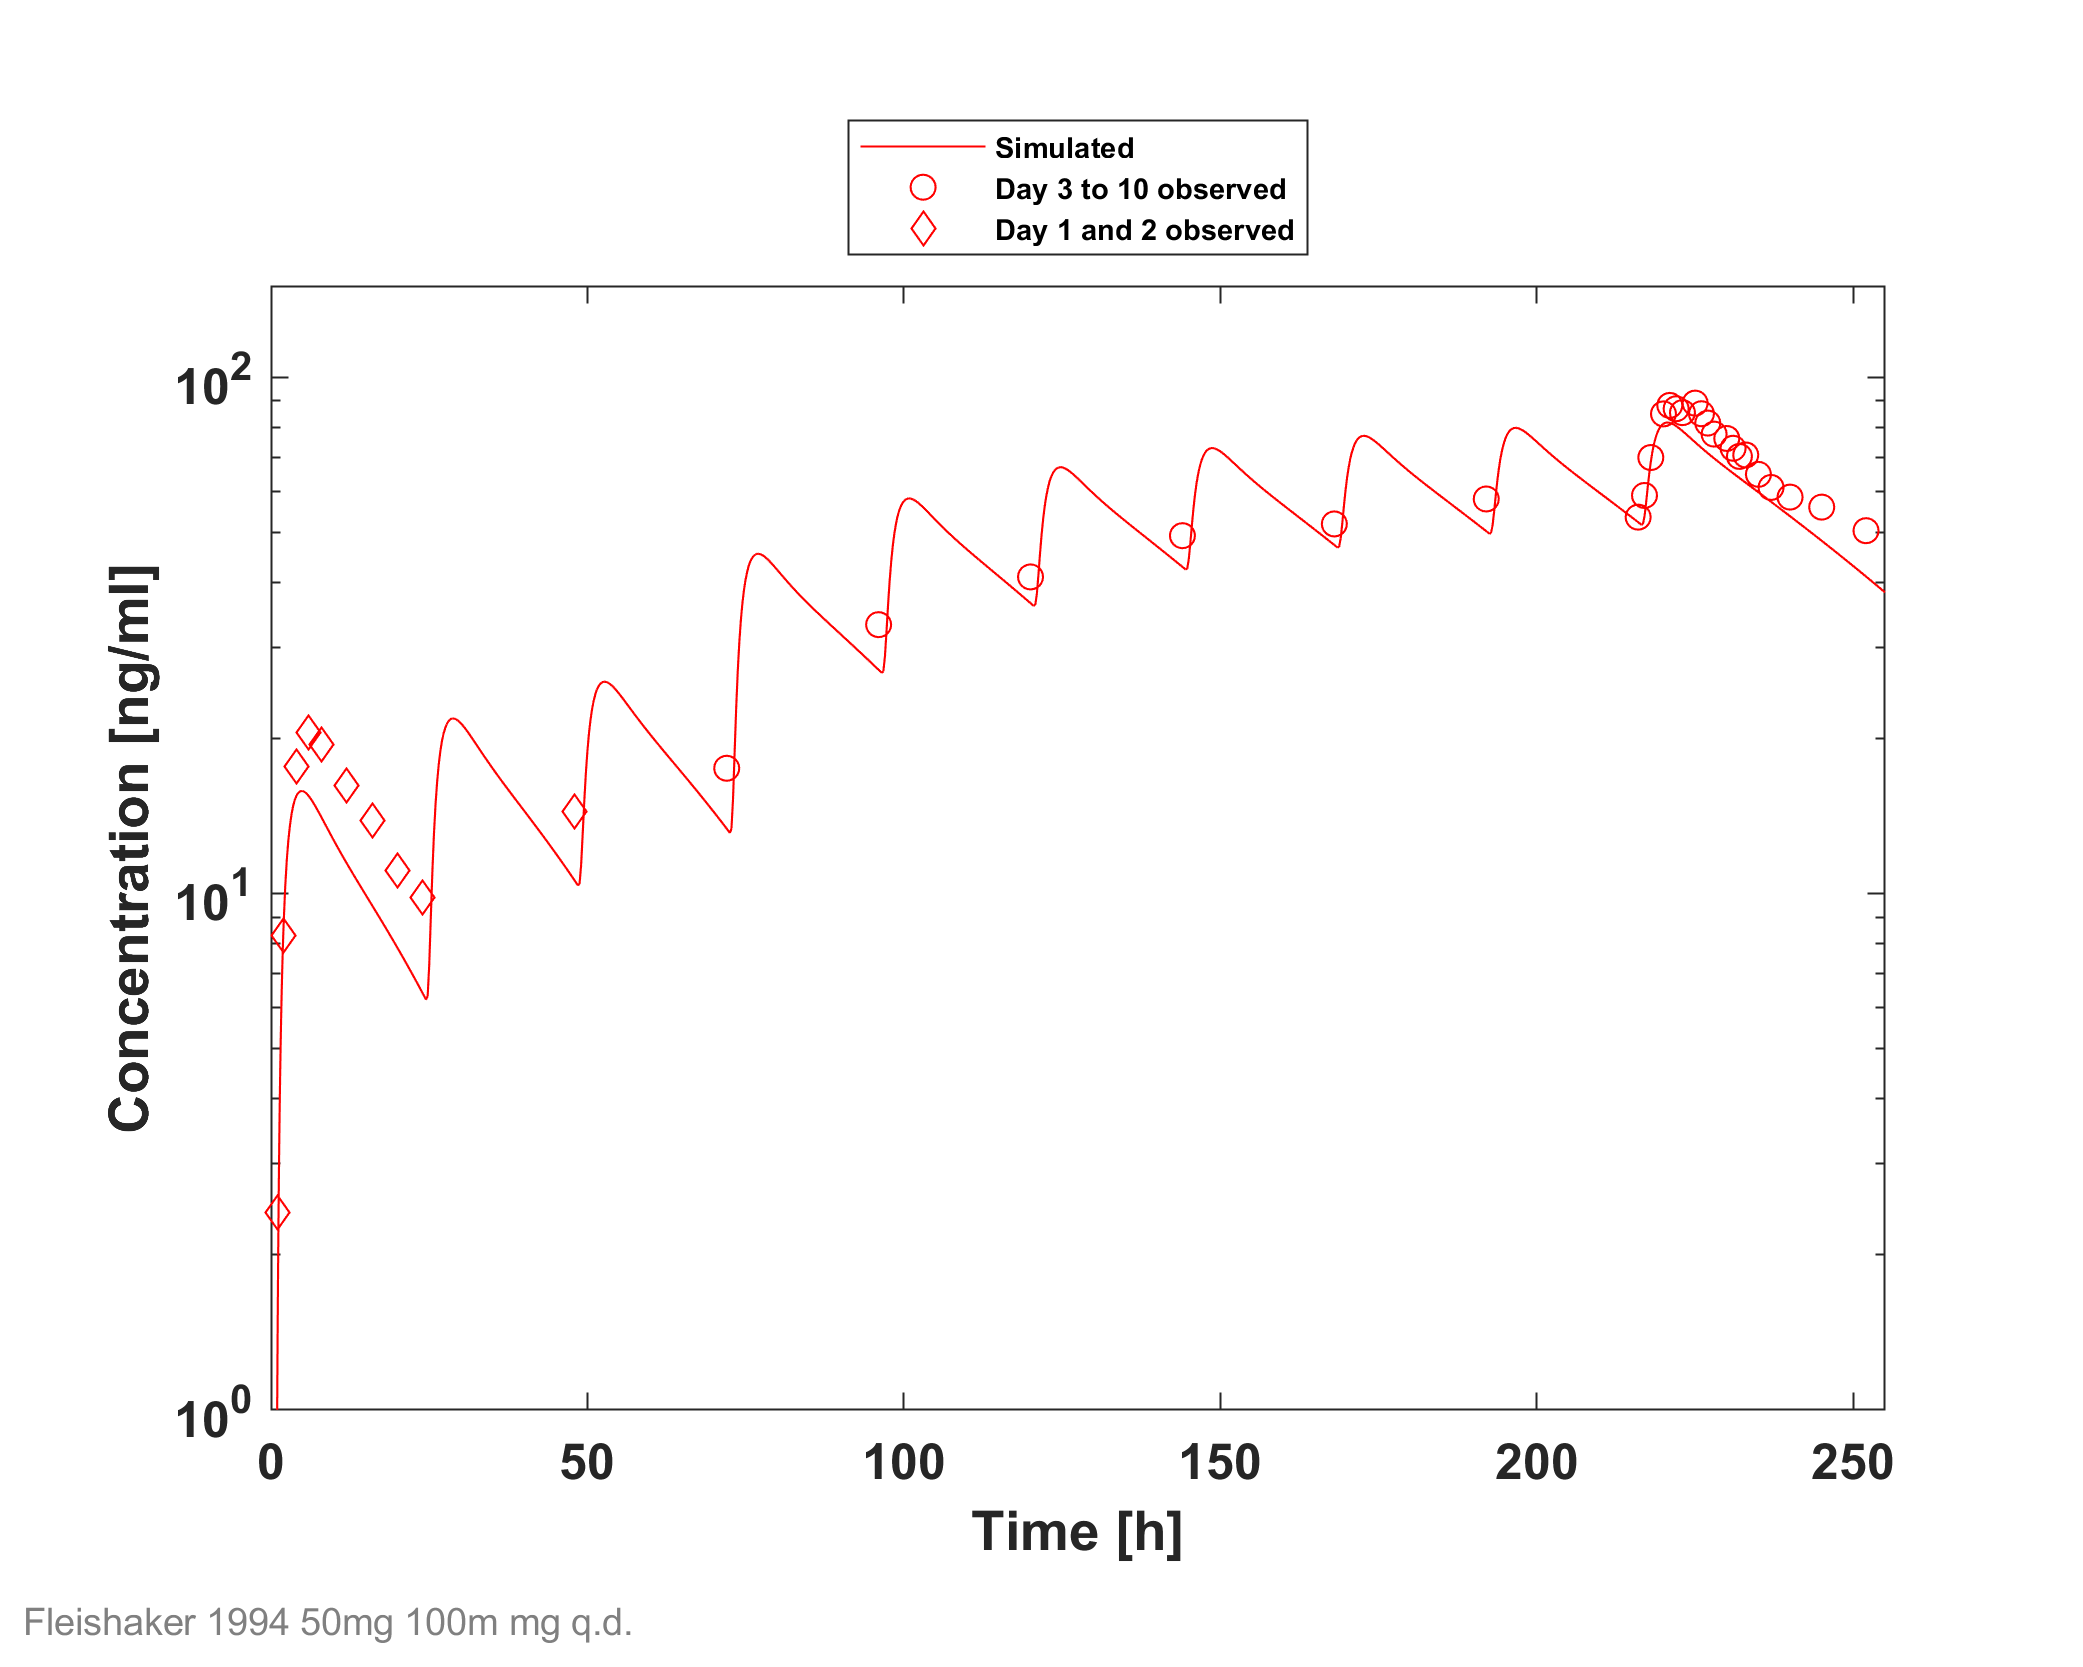 Simulated
Day 3 to 10 observed
Day 1 and 2 observed
Concentration [ng/ml]
10^2
10^1
10^0
0 50 100 150 200 250
Time [h]
Fleishaker 1994 50mg 100m mg q.d.